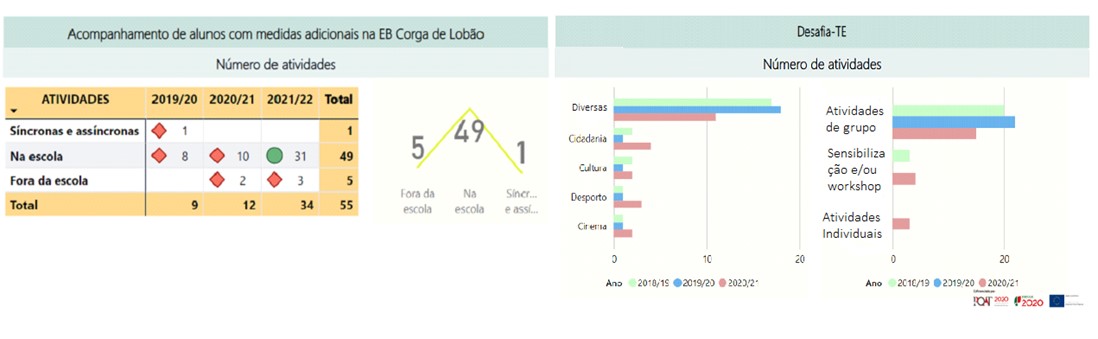 Acompanhamento de alunos com medidas adicionais na EB Corga de Lobão
Número de atividades
ATIVIDADES 2019/20 2020/21 2021/22 Total
Síncronas e assíncronas 1 1
Na escola 8 10 31 49
Fora da escola 2 3 5
Total 9 12 34 55
5 49 1
Fora da
escola
Na
escola
Síncr...
e assí...
Desafia-TE
Número de atividades
Diversas
Cidadania
Cultura
Desporto
Cinema
0 10 20
Ano 2018/19 2019/20 2020/21
Atividades
de grupo
Sensibiliza
ção e/ou
workshop
Atividades
Individuais
0 20
Ano 2018/19 2019/20 2020/21
2020
2020